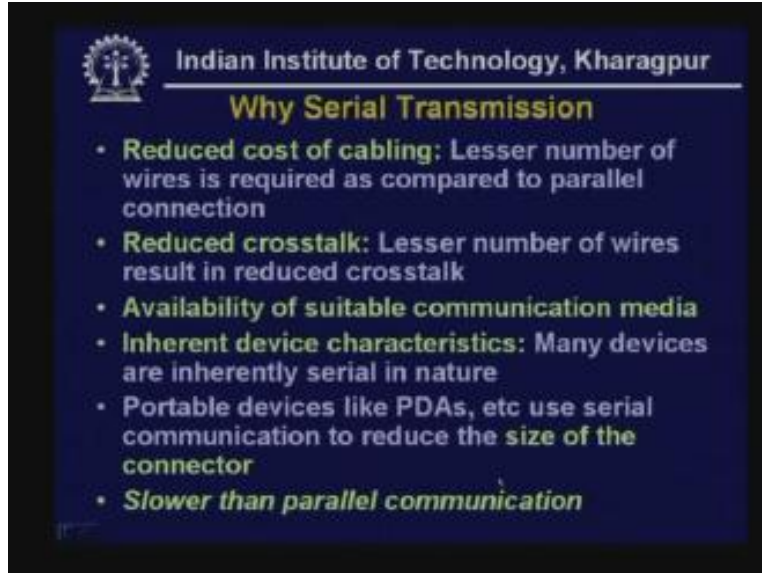 Indian Institute of Technology, Kharagpur
Why Serial Transmission
• Reduced cost of cabling: Lesser number of
wires is required as compared to parallel
connection
• Reduced crosstalk: Lesser number of wires
result in reduced crosstalk
• Availability of suitable communication media
• Inherent device characteristics: Many devices
are inherently serial in nature
• Portable devices like PDAs, etc use serial
communication to reduce the size of the
connector
• Slower than parallel communication